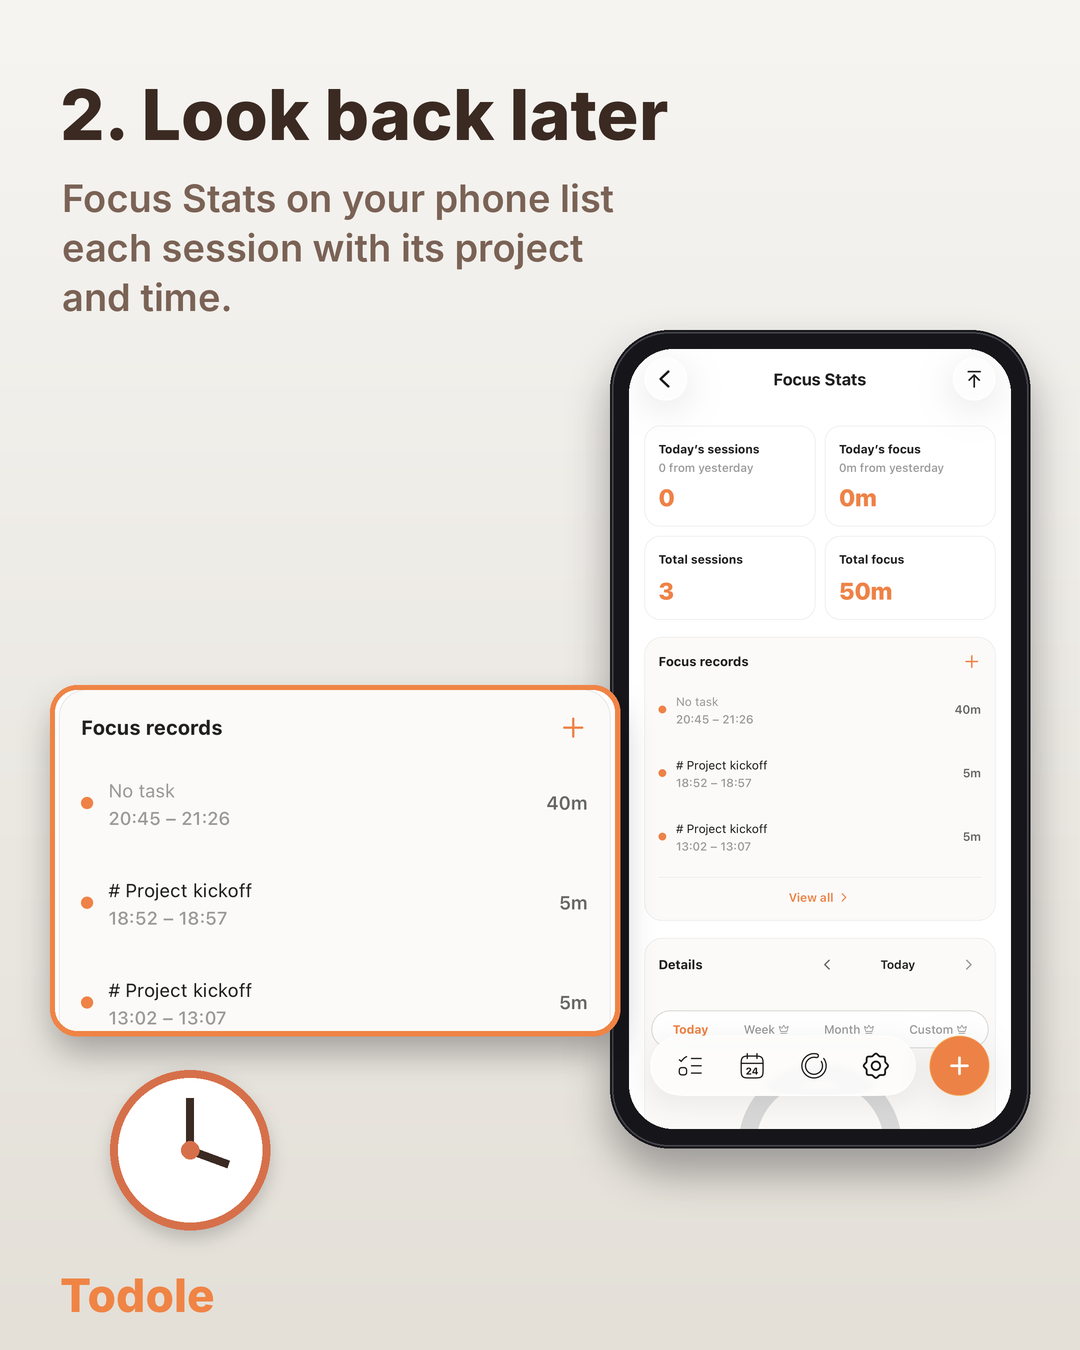 2. Look back later
Focus Stats on your phone list
each session with its project
and time.
Focus Stats
Today's sessions
0 from yesterday
0
Today's focus
0m from yesterday
0m
Total sessions
3
Total focus
50m
Focus records
No task
20:45 – 21:26
40m
# Project kickoff
18:52 – 18:57
5m
# Project kickoff
13:02 – 13:07
5m
View all
Details
Today
Today
Week
Month
Custom
24
Focus records
No task
20:45 – 21:26
40m
# Project kickoff
18:52 – 18:57
5m
# Project kickoff
13:02 – 13:07
5m
Todole